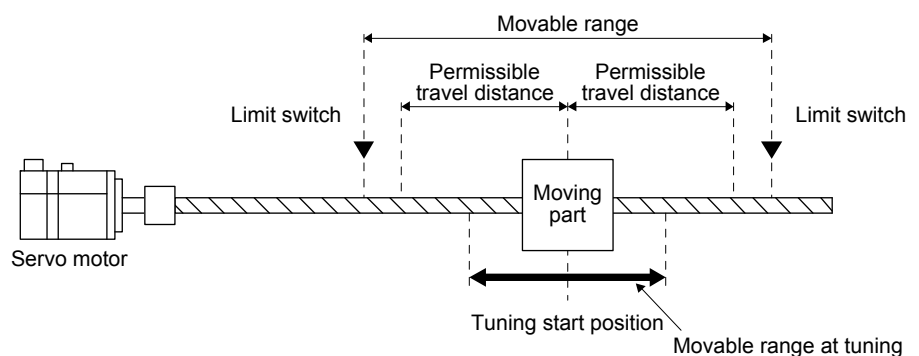 Movable range
Permissible
travel distance
Permissible
travel distance
Limit switch
Limit switch
Moving
part
Servo motor
Tuning start position
Movable range at tuning